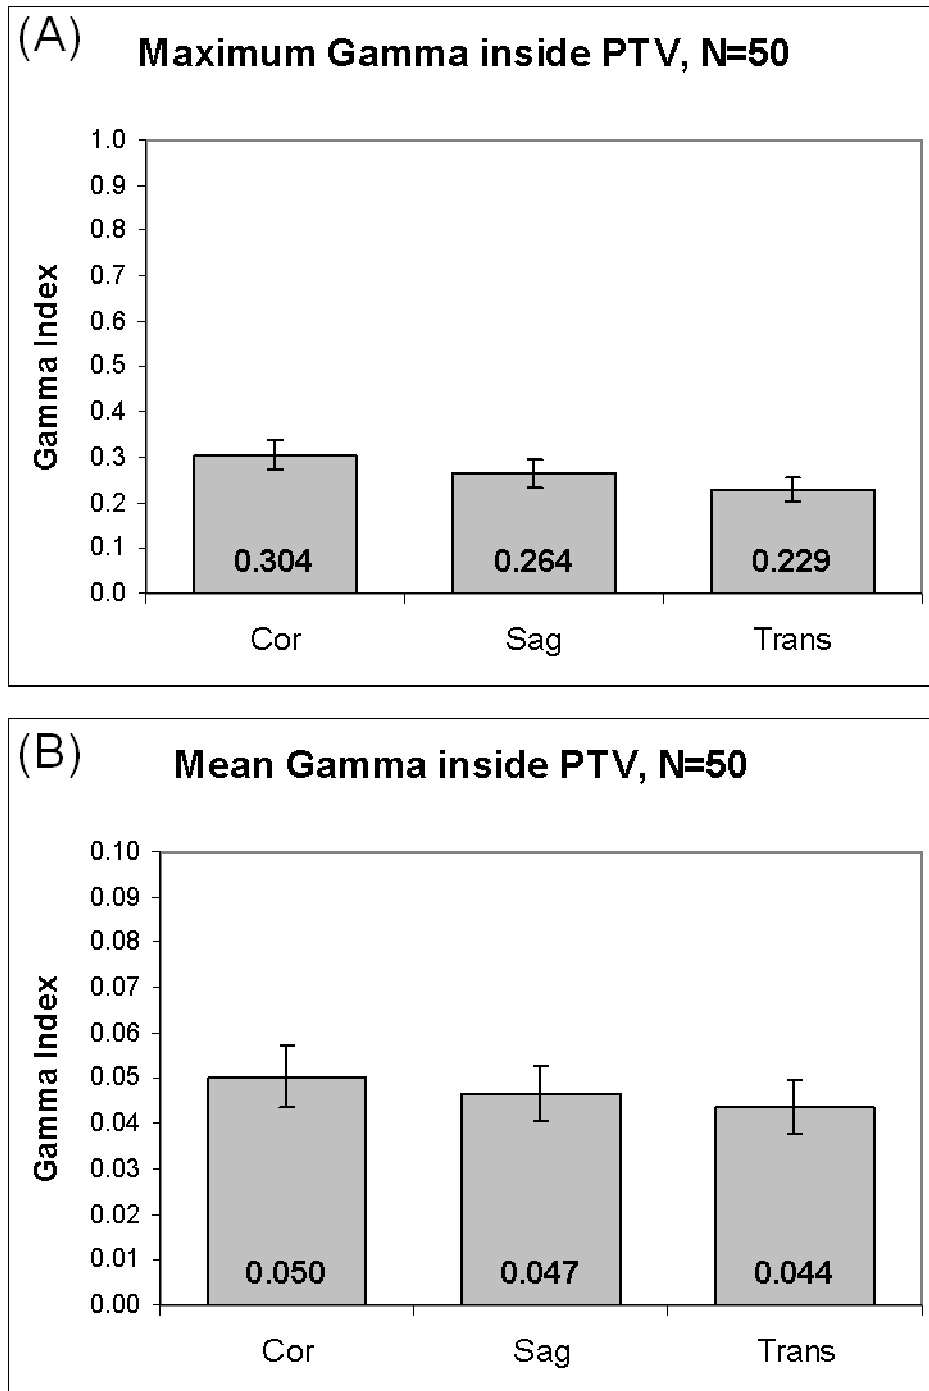 (A)
Maximum Gamma inside PTV, N=50
Gamma Index
1.0
0.9
0.8
0.7
0.6
0.5
0.4
0.3
0.2
0.1
0.0
0.304
0.264
0.229
Cor
Sag
Trans
(B)
Mean Gamma inside PTV, N=50
Gamma Index
0.10
0.09
0.08
0.07
0.06
0.05
0.04
0.03
0.02
0.01
0.00
0.050
0.047
0.044
Cor
Sag
Trans